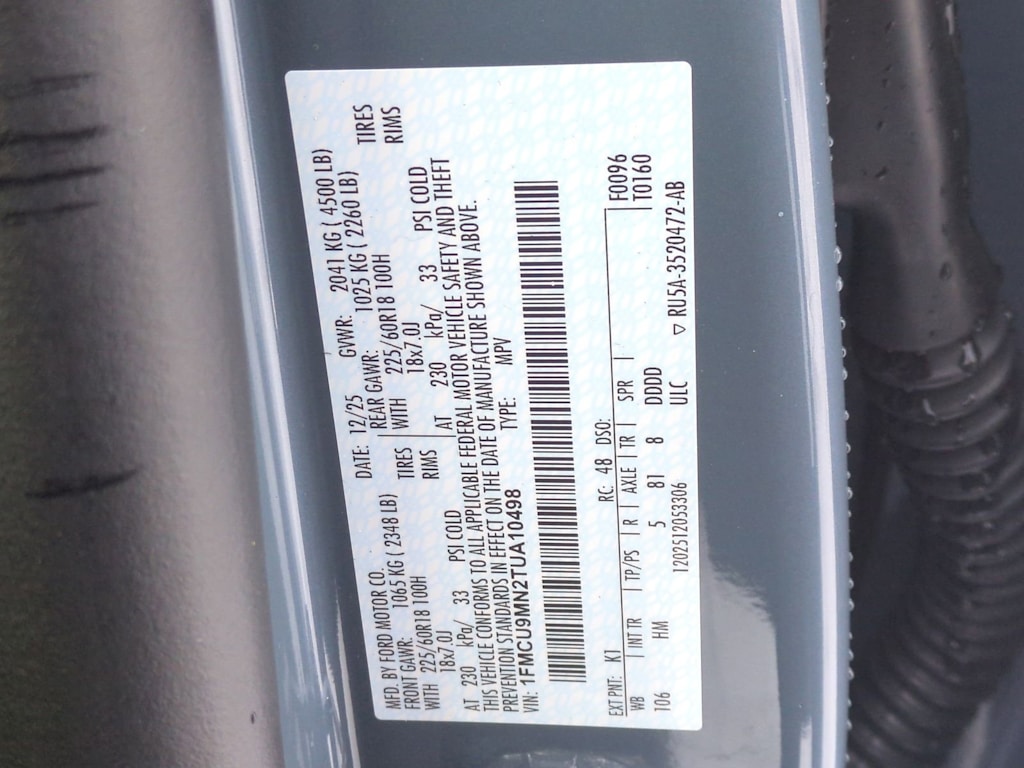 MFD. BY FORD MOTOR CO. DATE: 12/25 GVWR: 2041 KG ( 4500 LB)
FRONT GAWR: 1065 KG ( 2348 LB) REAR GAWR: 1025 KG ( 2260 LB)
WITH 225/60R18 100H TIRES WITH 225/60R18 100H TIRES
18x7.0J RIMS 18x7.0J RIMS
AT 230 kPa/ 33 PSI COLD AT 230 kPa/ 33 PSI COLD
THIS VEHICLE CONFORMS TO ALL APPLICABLE FEDERAL MOTOR VEHICLE SAFETY AND THEFT
PREVENTION STANDARDS IN EFFECT ON THE DATE OF MANUFACTURE SHOWN ABOVE.
VIN: 1FMCU9MN2TUA10498 TYPE: MPV
EXT PNT: K1 RC: 48 DSO: F0096
WB | INT TR | TP/PS | R | AXLE | TR | SPR | T0160
106 HM 5 81 8 DDDD
1202512053306 ULC ▽ RU5A-3520472-AB